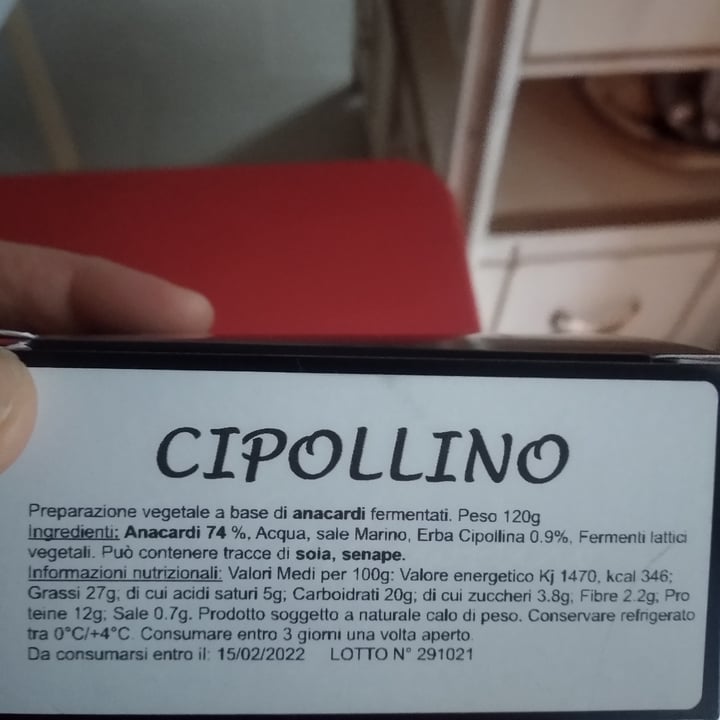 CIPOLLINO
Preparazione vegetale a base di anacardi fermentati. Peso 120g
Ingredienti: Anacardi 74 %, Acqua, sale Marino, Erba Cipollina 0.9%, Fermenti lattici
vegetali. Può contenere tracce di soia, senape.
Informazioni nutrizionali: Valori Medi per 100g: Valore energetico Kj 1470, kcal 346;
Grassi 27g; di cui acidi saturi 5g; Carboidrati 20g; di cui zuccheri 3.8g, Fibre 2.2g; Pro
teine 12g; Sale 0.7g. Prodotto soggetto a naturale calo di peso. Conservare refrigerato
tra 0°C/+4°C. Consumare entro 3 giorni una volta aperto.
Da consumarsi entro il: 15/02/2022 LOTTO N° 291021